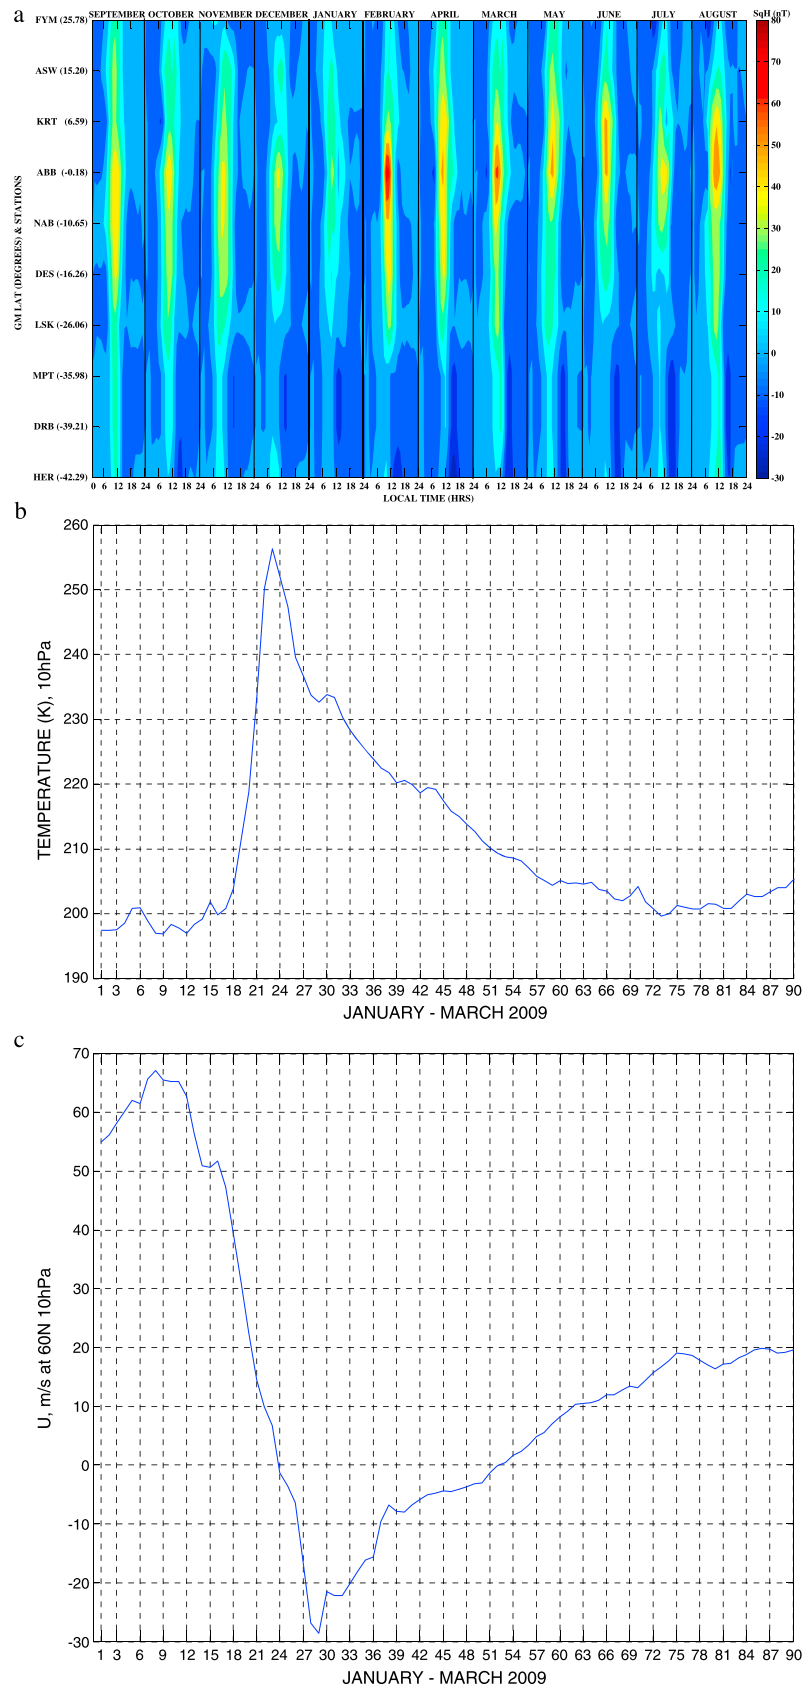 a
SEPTEMBER OCTOBER NOVEMBER DECEMBER JANUARY FEBRUARY APRIL MARCH MAY JUNE JULY AUGUST SqH (nT)
FYM (25.78)
ASW (15.20)
KRT (6.59)
ABB (-0.18)
NAB (-10.65)
DES (-16.26)
LSK (-26.06)
MPT (-35.98)
DRB (-39.21)
HER (-42.29)
GM LAT (DEGREES) & STATIONS
80
70
60
50
40
30
20
10
0
-10
-20
-30
0 6 12 18 24 6 12 18 24 6 12 18 24 6 12 18 24 6 12 18 24 6 12 18 24 6 12 18 24 6 12 18 24 6 12 18 24 6 12 18 24 6 12 18 24 6 12 18 24
LOCAL TIME (HRS)
b
260
250
240
230
220
210
200
190
TEMPERATURE (K), 10hPa
1 3 6 9 12 15 18 21 24 27 30 33 36 39 42 45 48 51 54 57 60 63 66 69 72 75 78 81 84 87 90
JANUARY - MARCH 2009
c
70
60
50
40
30
20
10
0
-10
-20
-30
U, m/s at 60N 10hPa
1 3 6 9 12 15 18 21 24 27 30 33 36 39 42 45 48 51 54 57 60 63 66 69 72 75 78 81 84 87 90
JANUARY - MARCH 2009